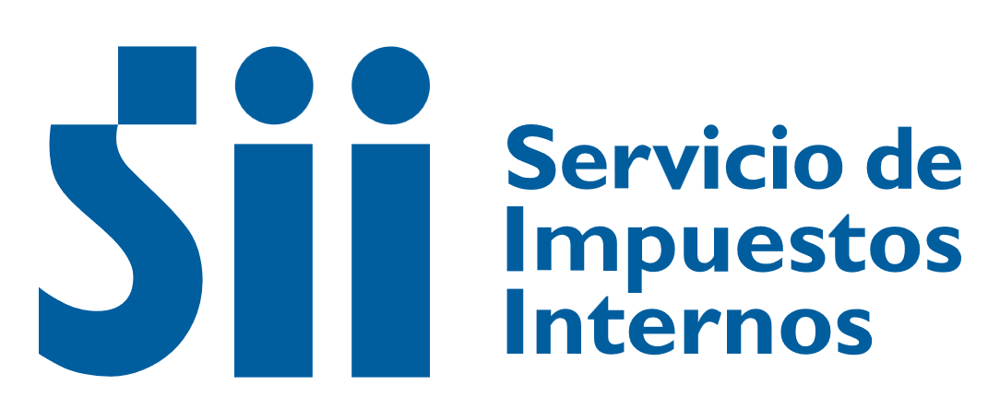 Sii
Servicio de
Impuestos
Internos